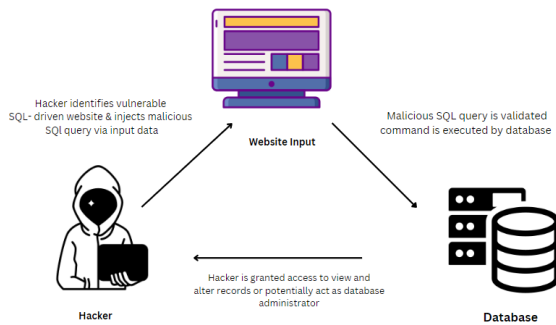 Hacker identifies vulnerable
SQL- driven website & injects malicious
SQl query via input data
Website Input
Malicious SQL query is validated
command is executed by database
Hacker is granted access to view and
alter records or potentially act as database
administrator
Hacker
Database